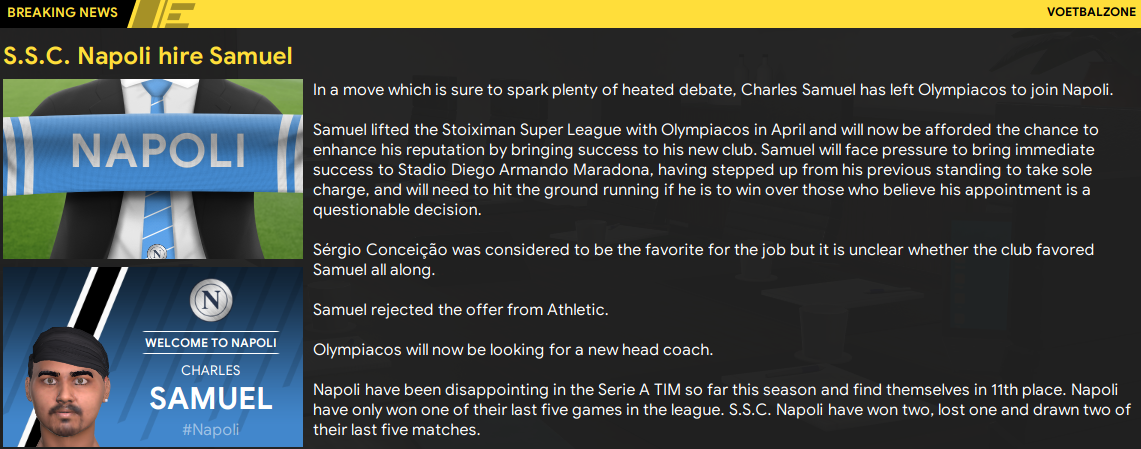 BREAKING NEWS
VOETBALZONE
S.S.C. Napoli hire Samuel
NAPOLI
N
N
WELCOME TO NAPOLI
CHARLES
SAMUEL
#Napoli
In a move which is sure to spark plenty of heated debate, Charles Samuel has left Olympiacos to join Napoli.
Samuel lifted the Stoiximan Super League with Olympiacos in April and will now be afforded the chance to
enhance his reputation by bringing success to his new club. Samuel will face pressure to bring immediate
success to Stadio Diego Armando Maradona, having stepped up from his previous standing to take sole
charge, and will need to hit the ground running if he is to win over those who believe his appointment is a
questionable decision.
Sérgio Conceição was considered to be the favorite for the job but it is unclear whether the club favored
Samuel all along.
Samuel rejected the offer from Athletic.
Olympiacos will now be looking for a new head coach.
Napoli have been disappointing in the Serie A TIM so far this season and find themselves in 11th place. Napoli
have only won one of their last five games in the league. S.S.C. Napoli have won two, lost one and drawn two of
their last five matches.